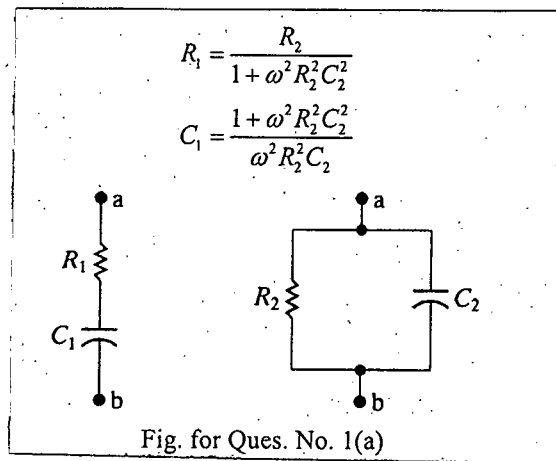 R₁ = R₂ / (1 + ω²R₂²C₂²)
C₁ = (1 + ω²R₂²C₂²) / (ω²R₂²C₂)
a a
R₁ R₂ C₂
C₁
b b
Fig. for Ques. No. 1(a)